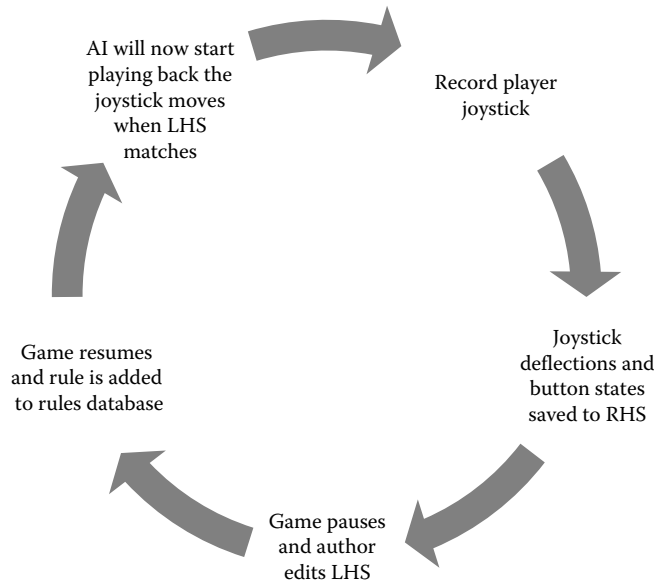 AI will now start
playing back the
joystick moves
when LHS
matches
Record player
joystick
Joystick
deflections and
button states
saved to RHS
Game pauses
and author
edits LHS
Game resumes
and rule is added
to rules database